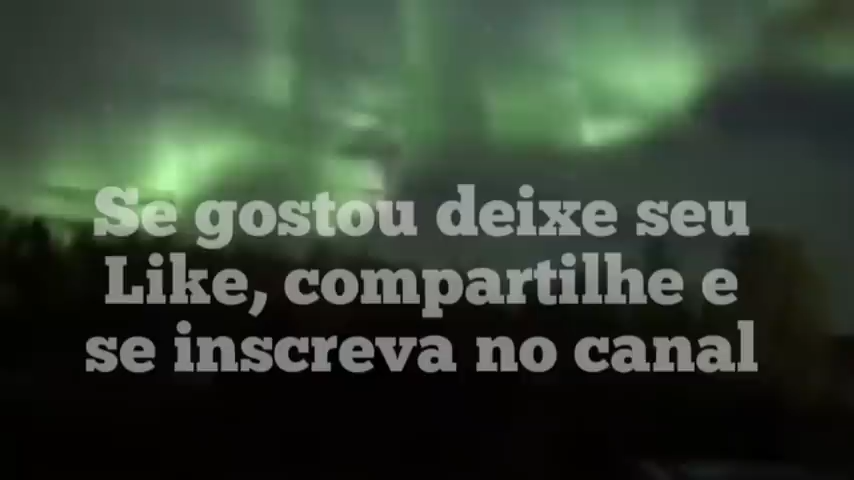 Se gostou deixe seu
Like, compartilhe e
se inscreva no canal